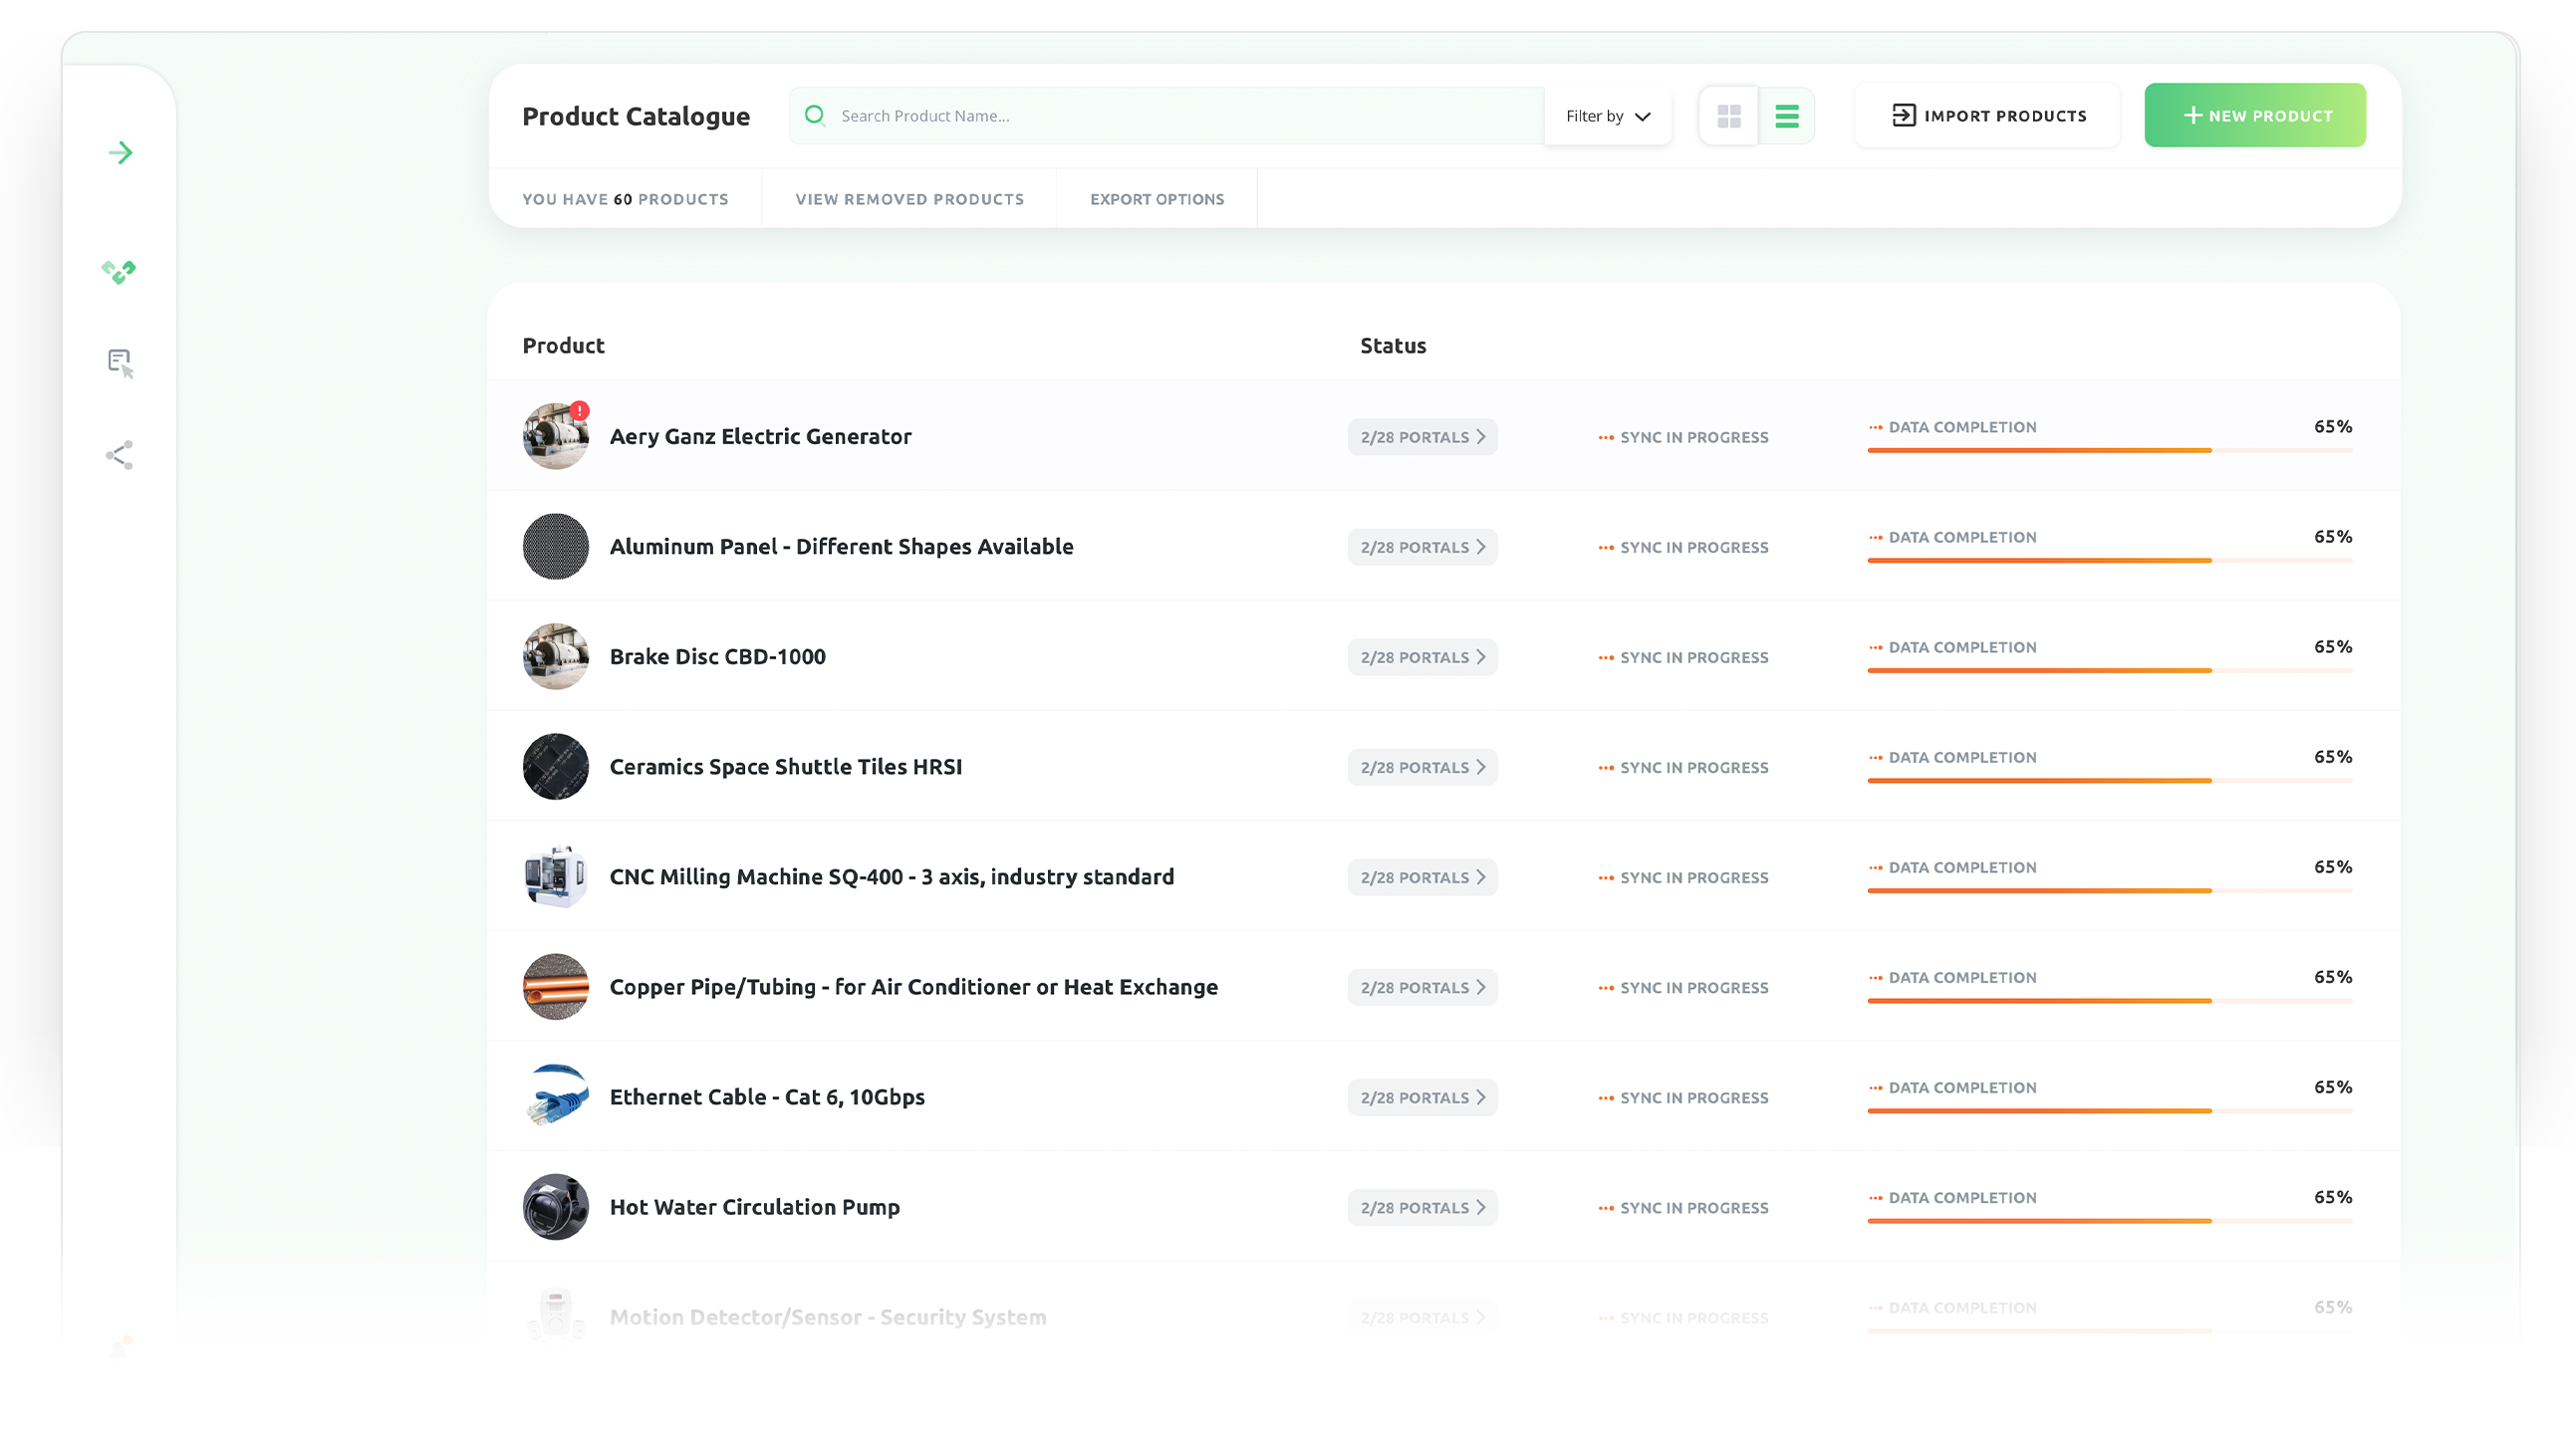 Product Catalogue
Search Product Name...
Filter by
IMPORT PRODUCTS
NEW PRODUCT
YOU HAVE 60 PRODUCTS
VIEW REMOVED PRODUCTS
EXPORT OPTIONS
Product
Status
Aery Ganz Electric Generator
2/28 PORTALS
SYNC IN PROGRESS
DATA COMPLETION
65%
Aluminum Panel - Different Shapes Available
2/28 PORTALS
SYNC IN PROGRESS
DATA COMPLETION
65%
Brake Disc CBD-1000
2/28 PORTALS
SYNC IN PROGRESS
DATA COMPLETION
65%
Ceramics Space Shuttle Tiles HRSI
2/28 PORTALS
SYNC IN PROGRESS
DATA COMPLETION
65%
CNC Milling Machine SQ-400 - 3 axis, industry standard
2/28 PORTALS
SYNC IN PROGRESS
DATA COMPLETION
65%
Copper Pipe/Tubing - for Air Conditioner or Heat Exchange
2/28 PORTALS
SYNC IN PROGRESS
DATA COMPLETION
65%
Ethernet Cable - Cat 6, 10Gbps
2/28 PORTALS
SYNC IN PROGRESS
DATA COMPLETION
65%
Hot Water Circulation Pump
2/28 PORTALS
SYNC IN PROGRESS
DATA COMPLETION
65%
Motion Detector/Sensor - Security System
2/28 PORTALS
SYNC IN PROGRESS
DATA COMPLETION
65%